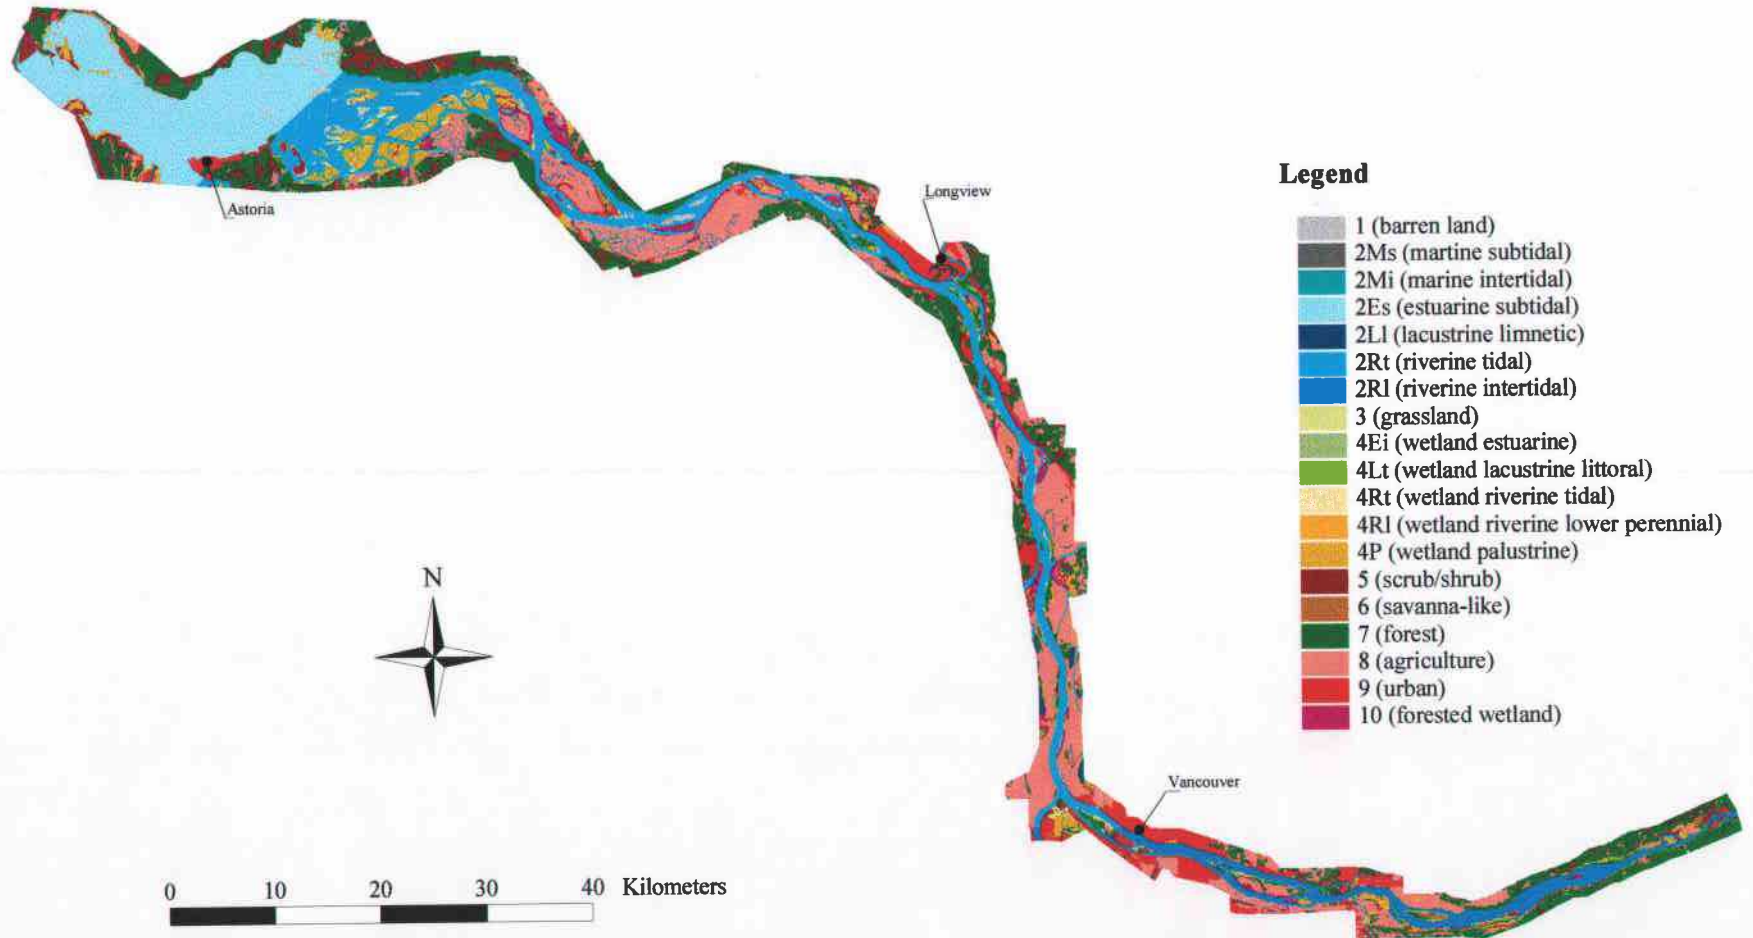 Astoria
Longview
Vancouver
N
0 10 20 30 40 Kilometers
Legend
1 (barren land)
2Ms (martine subtidal)
2Mi (marine intertidal)
2Es (estuarine subtidal)
2Ll (lacustrine limnetic)
2Rt (riverine tidal)
2Rl (riverine intertidal)
3 (grassland)
4Ei (wetland estuarine)
4Lt (wetland lacustrine littoral)
4Rt (wetland riverine tidal)
4Rl (wetland riverine lower perennial)
4P (wetland palustrine)
5 (scrub/shrub)
6 (savanna-like)
7 (forest)
8 (agriculture)
9 (urban)
10 (forested wetland)